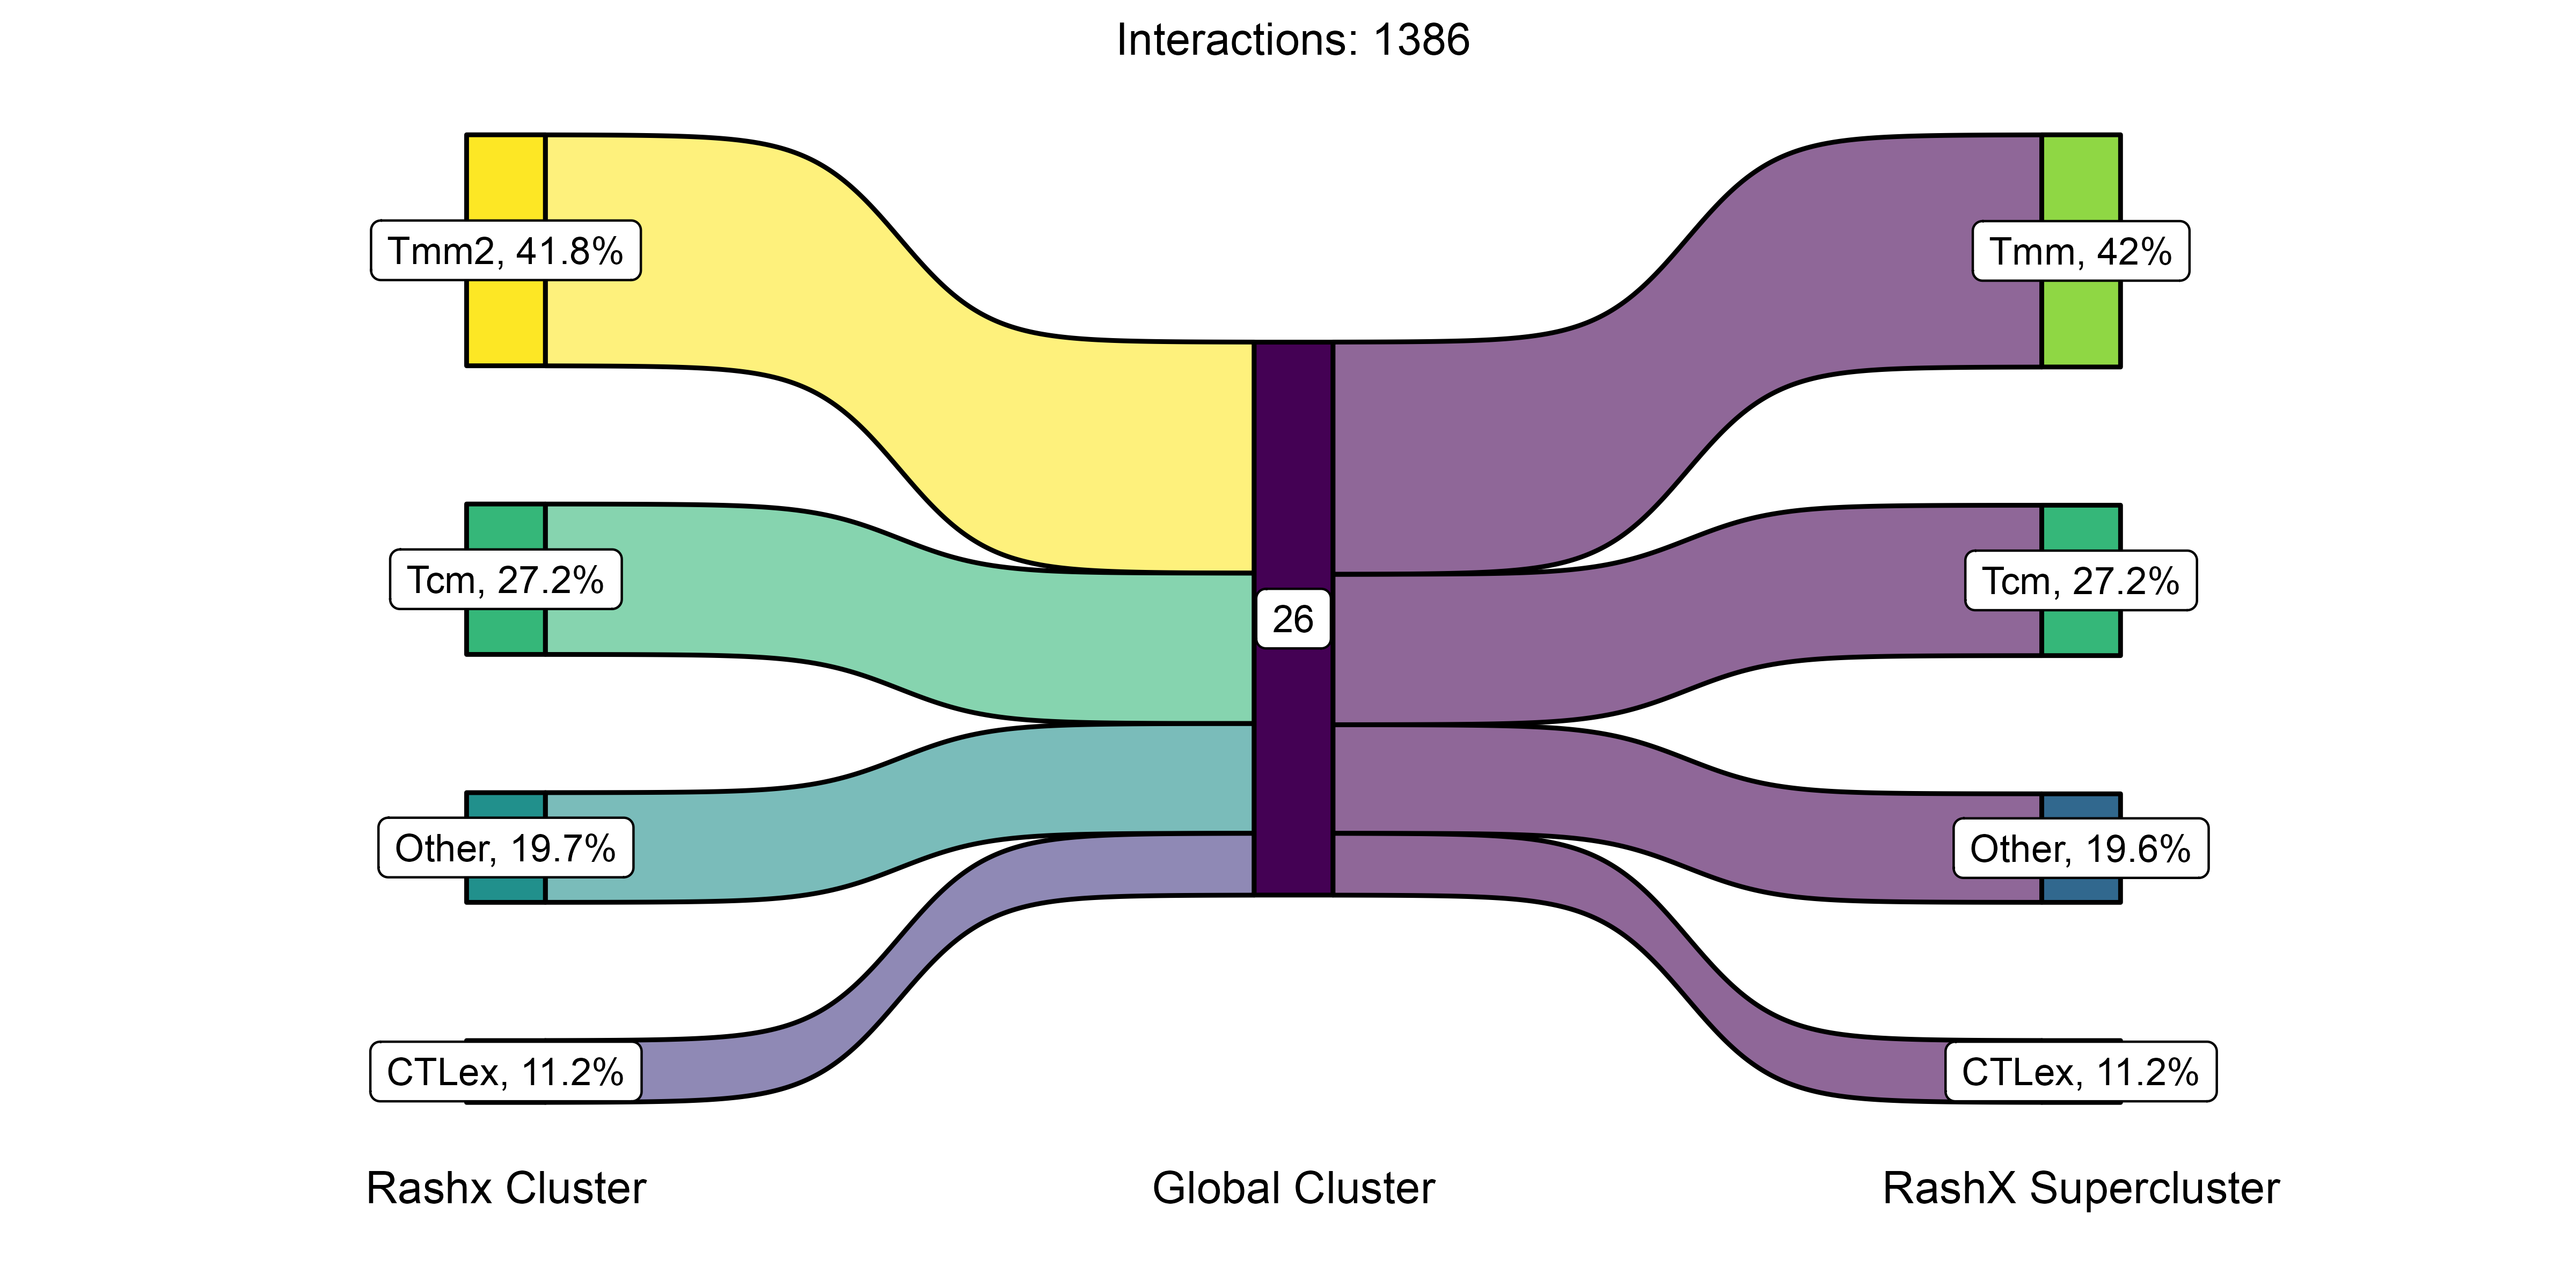 Interactions: 1386
Tmm2, 41.8%
Tmm, 42%
Tcm, 27.2%
Tcm, 27.2%
26
Other, 19.7%
Other, 19.6%
CTLex, 11.2%
CTLex, 11.2%
Rashx Cluster
Global Cluster
RashX Supercluster